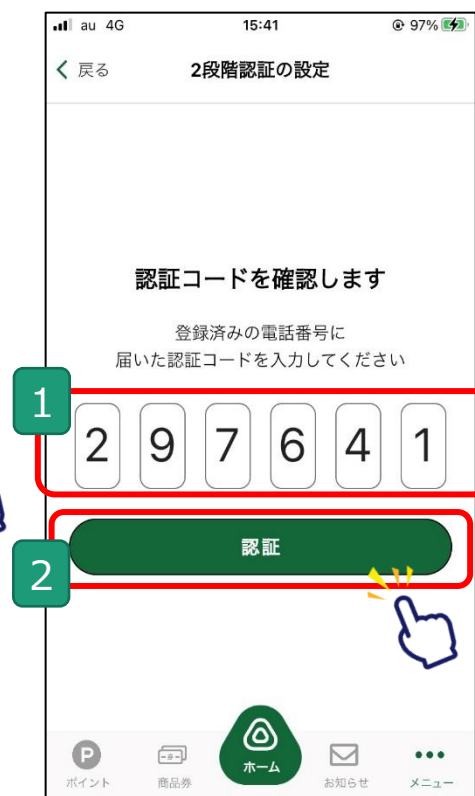 au 4G 15:41 97%
戻る 2段階認証の設定
認証コードを確認します
登録済みの電話番号に
届いた認証コードを入力してください
1
2 9 7 6 4 1
認証
2
P
ポイント 商品券 ホーム お知らせ メニュー